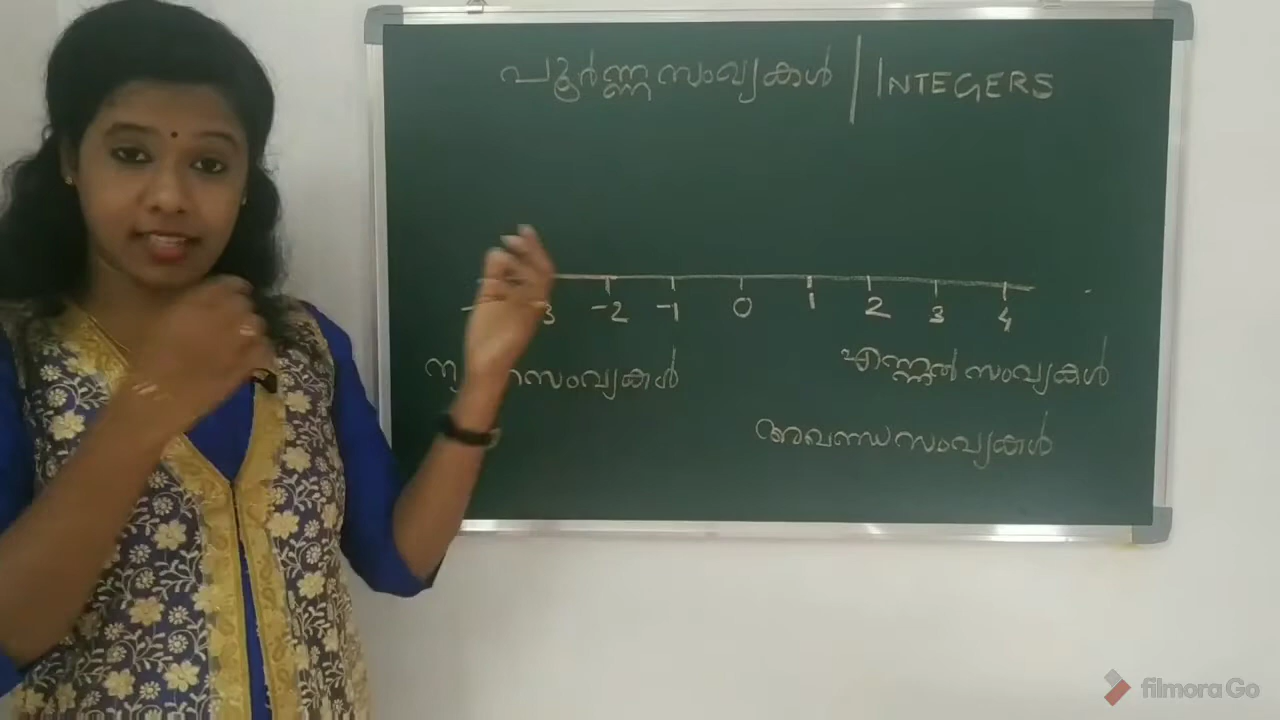 പൂർണ്ണസംഖ്യകൾ | INTEGERS
3 -2 -1 0 1 2 3 4
എണ്ണൽ സംഖ്യകൾ
അഖണ്ഡസംഖ്യകൾ
filmora Go